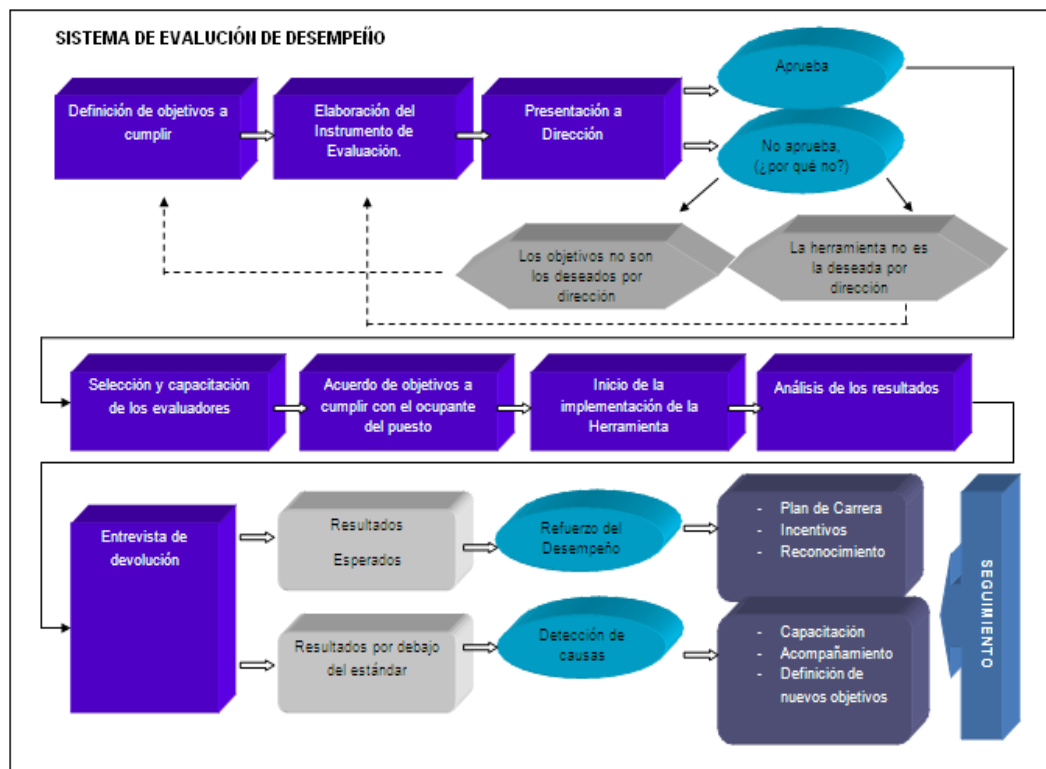 SISTEMA DE EVALUCIÓN DE DESEMPEÑO
Definición de objetivos a
cumplir
Elaboración del
Instrumento de
Evaluación.
Presentación a
Dirección
Aprueba
No aprueba,
(¿por qué no?)
Los objetivos no son
los deseados por
dirección
La herramienta no es
la deseada por
dirección
Selección y capacitación
de los evaluadores
Acuerdo de objetivos a
cumplir con el ocupante
del puesto
Inicio de la
implementación de la
Herramienta
Análisis de los resultados
Entrevista de
devolución
Resultados
Esperados
Refuerzo del
Desempeño
- Plan de Carrera
- Incentivos
- Reconocimiento
Resultados por debajo
del estándar
Detección de
causas
- Capacitación
- Acompañamiento
- Definición de
nuevos objetivos
SEGUIMIENTO